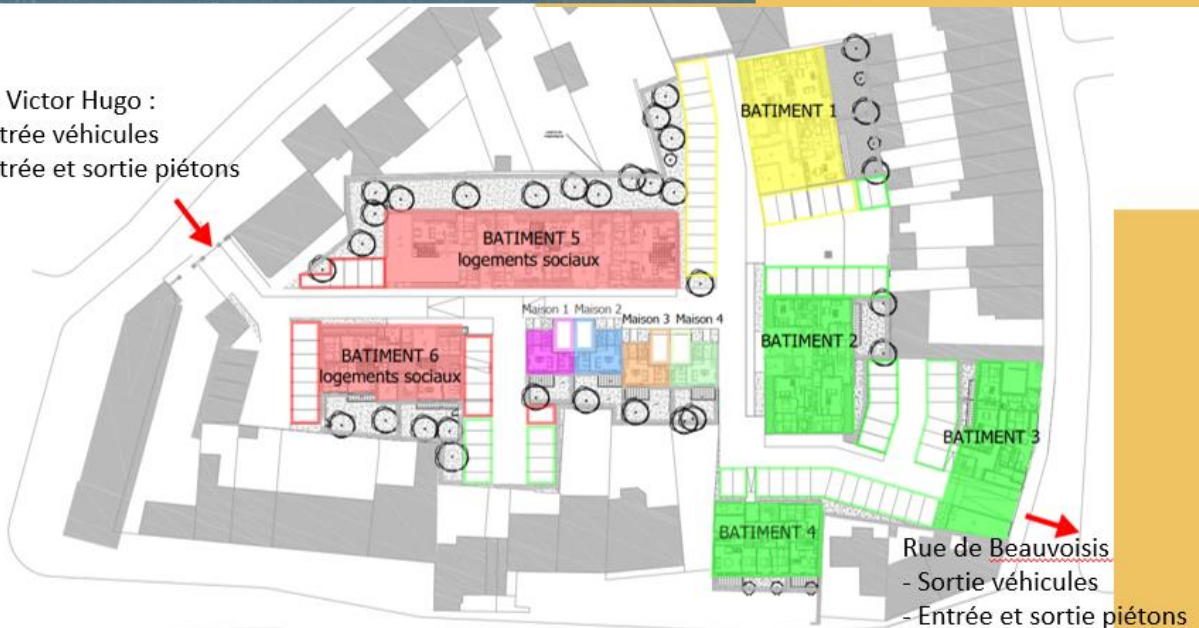 Victor Hugo :
trée véhicules
trée et sortie piétons
BATIMENT 1
BATIMENT 5
logements sociaux
Maison 1 Maison 2
Maison 3 Maison 4
BATIMENT 2
BATIMENT 6
logements sociaux
BATIMENT 3
BATIMENT 4
Rue de Beauvoisis
- Sortie véhicules
- Entrée et sortie piétons